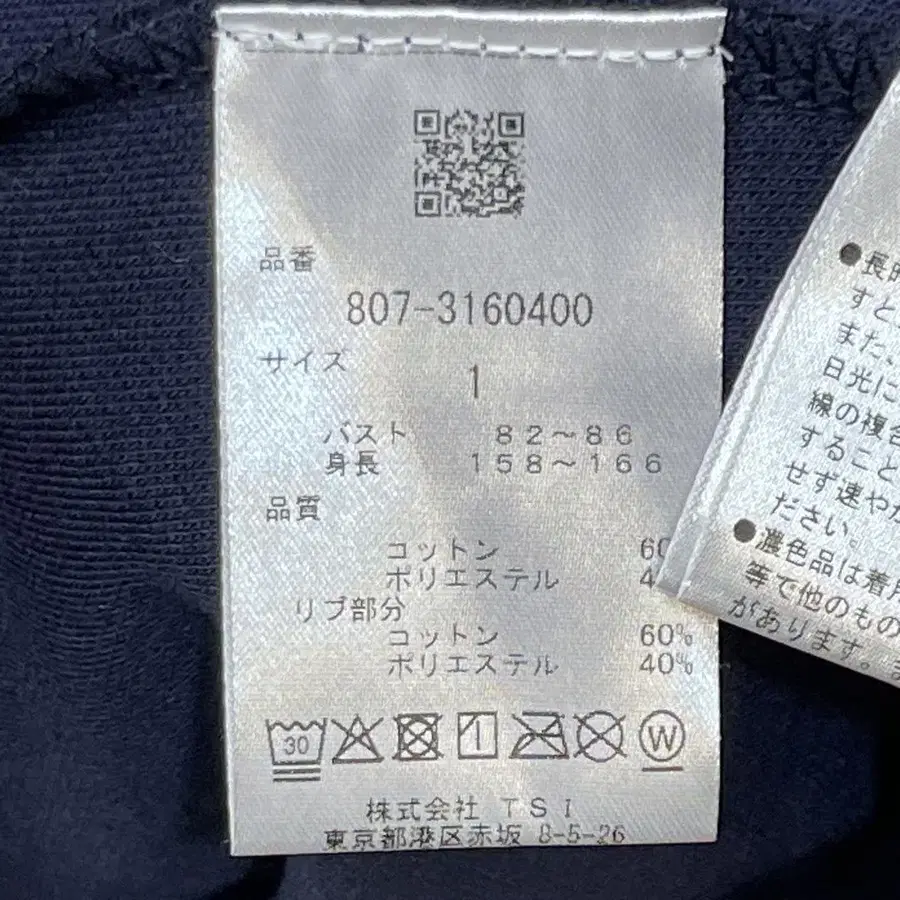 品番
807-3160400
サイズ
1
バスト 82～86
身長 158～166
品質
コットン
ポリエステル
リブ部分
コットン 60%
ポリエステル 40%
30
W
株式会社 TSI
東京都港区赤坂 8-5-26
●長時
すと
また、
日光に
線の複合
すること
せず速やか
ださい。
●濃色品は着用
等で他のもの
があります。ま